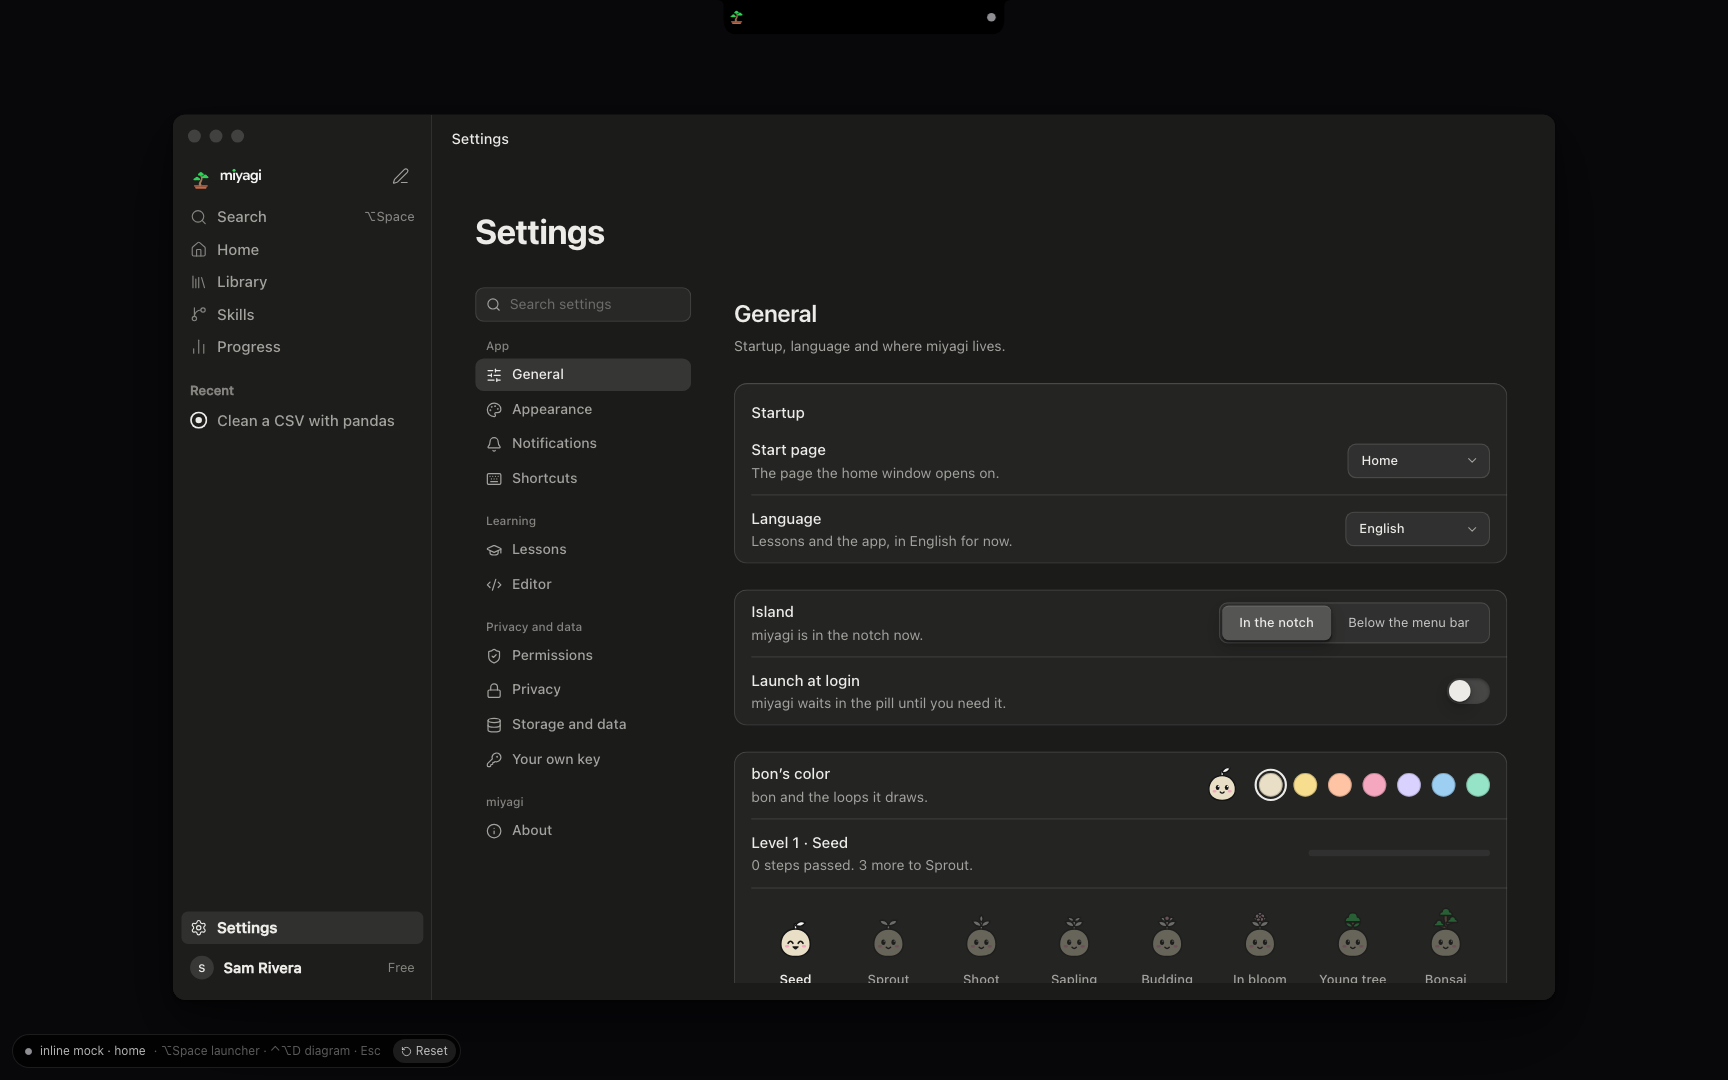 Settings
miyagi
Search ⌥Space
Home
Library
Skills
Progress
Recent
Clean a CSV with pandas
Settings
S Sam Rivera Free
Settings
Search settings
App
General
Appearance
Notifications
Shortcuts
Learning
Lessons
Editor
Privacy and data
Permissions
Privacy
Storage and data
Your own key
miyagi
About
General
Startup, language and where miyagi lives.
Startup
Start page
The page the home window opens on.
Home
Language
Lessons and the app, in English for now.
English
Island
miyagi is in the notch now.
In the notch Below the menu bar
Launch at login
miyagi waits in the pill until you need it.
bon’s color
bon and the loops it draws.
Level 1 · Seed
0 steps passed. 3 more to Sprout.
Seed Sprout Shoot Sapling Budding In bloom Young tree Bonsai
inline mock · home · ⌥Space launcher · ^⌥D diagram · Esc Reset